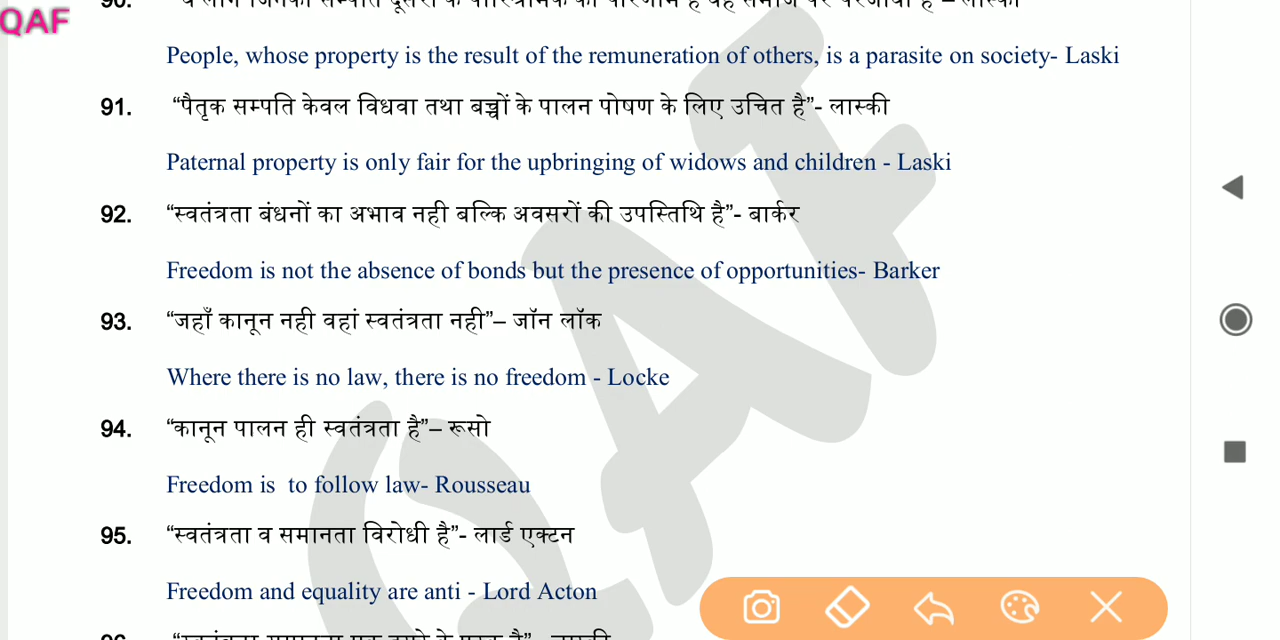 QAF
People, whose property is the result of the remuneration of others, is a parasite on society- Laski
91. “पैतृक सम्पति केवल विधवा तथा बच्चों के पालन पोषण के लिए उचित है”- लास्की
Paternal property is only fair for the upbringing of widows and children - Laski
92. “स्वतंत्रता बंधनों का अभाव नही बल्कि अवसरों की उपस्तिथि है”- बार्कर
Freedom is not the absence of bonds but the presence of opportunities- Barker
93. “जहाँ कानून नही वहां स्वतंत्रता नही”– जॉन लॉक
Where there is no law, there is no freedom - Locke
94. “कानून पालन ही स्वतंत्रता है”– रूसो
Freedom is to follow law- Rousseau
95. “स्वतंत्रता व समानता विरोधी है”- लार्ड एक्टन
Freedom and equality are anti - Lord Acton